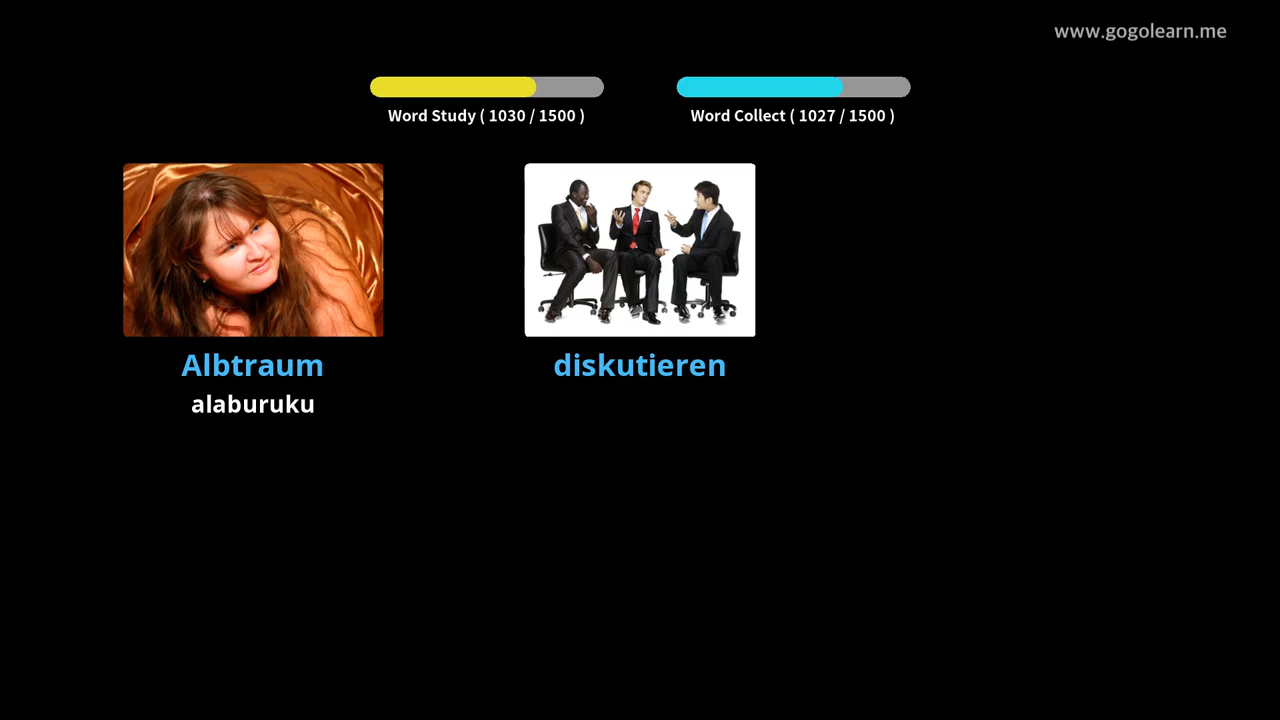 www.gogolearn.me
Word Study ( 1030 / 1500 )
Word Collect ( 1027 / 1500 )
Albtraum
diskutieren
alaburuku